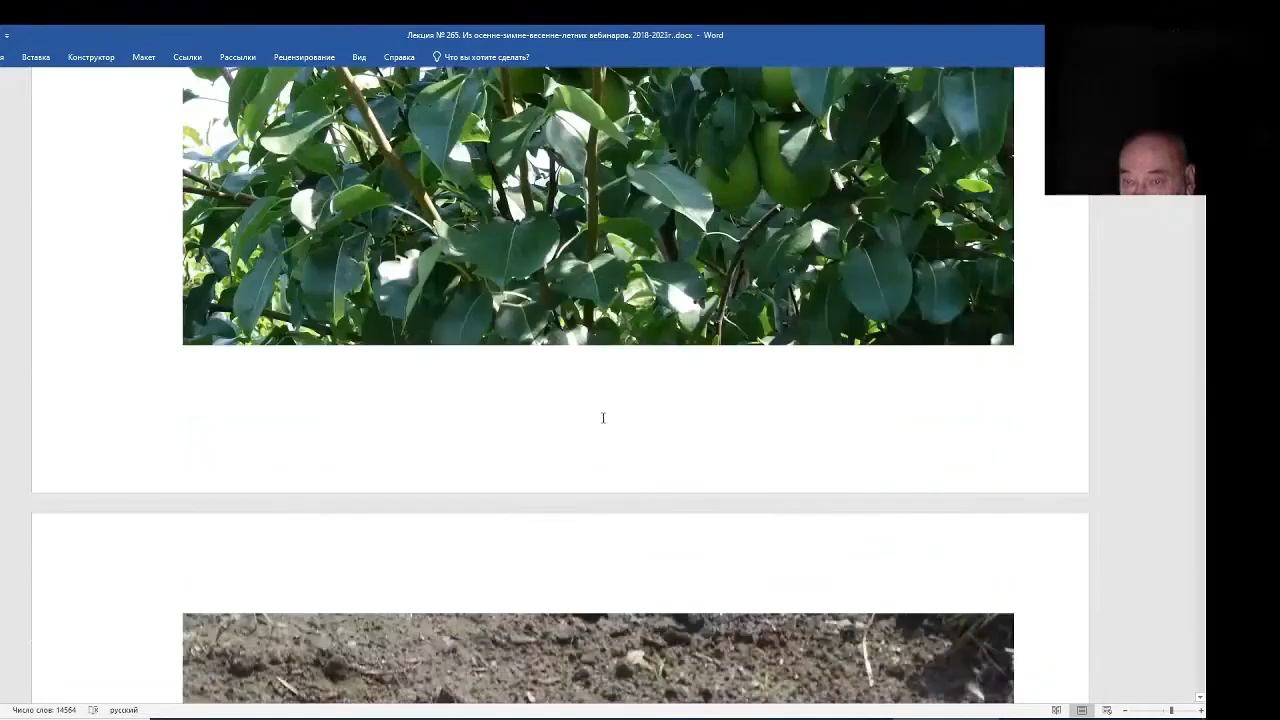 Лекция № 265. Из осенне-зимне-весенне-летних вебинаров. 2018-2023г..docx - Word
я Вставка Конструктор Макет Ссылки Рассылки Рецензирование Вид Справка Что вы хотите сделать?
Число слов: 14564 русский